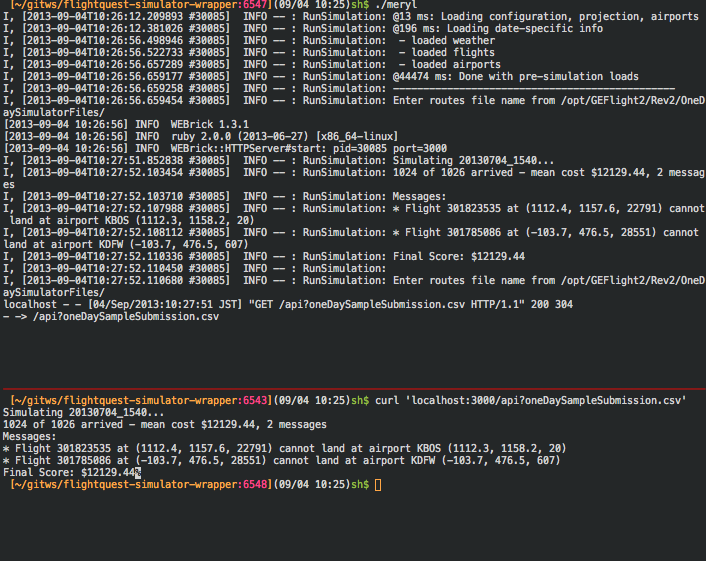 [~/gitws/flightquest-simulator-wrapper:6547](09/04 10:25)sh$ ./meryl
I, [2013-09-04T10:26:12.209893 #30085]  INFO -- : RunSimulation: @13 ms: Loading configuration, projection, airports
I, [2013-09-04T10:26:12.381026 #30085]  INFO -- : RunSimulation: @196 ms: Loading date-specific info
I, [2013-09-04T10:26:56.498946 #30085]  INFO -- : RunSimulation:  - loaded weather
I, [2013-09-04T10:26:56.522733 #30085]  INFO -- : RunSimulation:  - loaded flights
I, [2013-09-04T10:26:56.657289 #30085]  INFO -- : RunSimulation:  - loaded airports
I, [2013-09-04T10:26:56.659177 #30085]  INFO -- : RunSimulation: @44474 ms: Done with pre-simulation loads
I, [2013-09-04T10:26:56.659258 #30085]  INFO -- : RunSimulation: -----------------------------------------------
I, [2013-09-04T10:26:56.659454 #30085]  INFO -- : RunSimulation: Enter routes file name from /opt/GEFlight2/Rev2/OneD
aySimulatorFiles/
[2013-09-04 10:26:56] INFO  WEBrick 1.3.1
[2013-09-04 10:26:56] INFO  ruby 2.0.0 (2013-06-27) [x86_64-linux]
[2013-09-04 10:26:56] INFO  WEBrick::HTTPServer#start: pid=30085 port=3000
I, [2013-09-04T10:27:51.852838 #30085]  INFO -- : RunSimulation: Simulating 20130704_1540...
I, [2013-09-04T10:27:52.103454 #30085]  INFO -- : RunSimulation: 1024 of 1026 arrived - mean cost $12129.44, 2 messag
es
I, [2013-09-04T10:27:52.103710 #30085]  INFO -- : RunSimulation: Messages:
I, [2013-09-04T10:27:52.107988 #30085]  INFO -- : RunSimulation: * Flight 301823535 at (1112.4, 1157.6, 22791) cannot
 land at airport KBOS (1112.3, 1158.2, 20)
I, [2013-09-04T10:27:52.108112 #30085]  INFO -- : RunSimulation: * Flight 301785086 at (-103.7, 476.5, 28551) cannot
land at airport KDFW (-103.7, 476.5, 607)
I, [2013-09-04T10:27:52.110336 #30085]  INFO -- : RunSimulation: Final Score: $12129.44
I, [2013-09-04T10:27:52.110450 #30085]  INFO -- : RunSimulation:
I, [2013-09-04T10:27:52.110680 #30085]  INFO -- : RunSimulation: Enter routes file name from /opt/GEFlight2/Rev2/OneD
aySimulatorFiles/
localhost - - [04/Sep/2013:10:27:51 JST] "GET /api?oneDaySampleSubmission.csv HTTP/1.1" 200 304
- -> /api?oneDaySampleSubmission.csv
[~/gitws/flightquest-simulator-wrapper:6543](09/04 10:25)sh$ curl 'localhost:3000/api?oneDaySampleSubmission.csv'
Simulating 20130704_1540...
1024 of 1026 arrived - mean cost $12129.44, 2 messages
Messages:
* Flight 301823535 at (1112.4, 1157.6, 22791) cannot land at airport KBOS (1112.3, 1158.2, 20)
* Flight 301785086 at (-103.7, 476.5, 28551) cannot land at airport KDFW (-103.7, 476.5, 607)
Final Score: $12129.44%
[~/gitws/flightquest-simulator-wrapper:6548](09/04 10:25)sh$